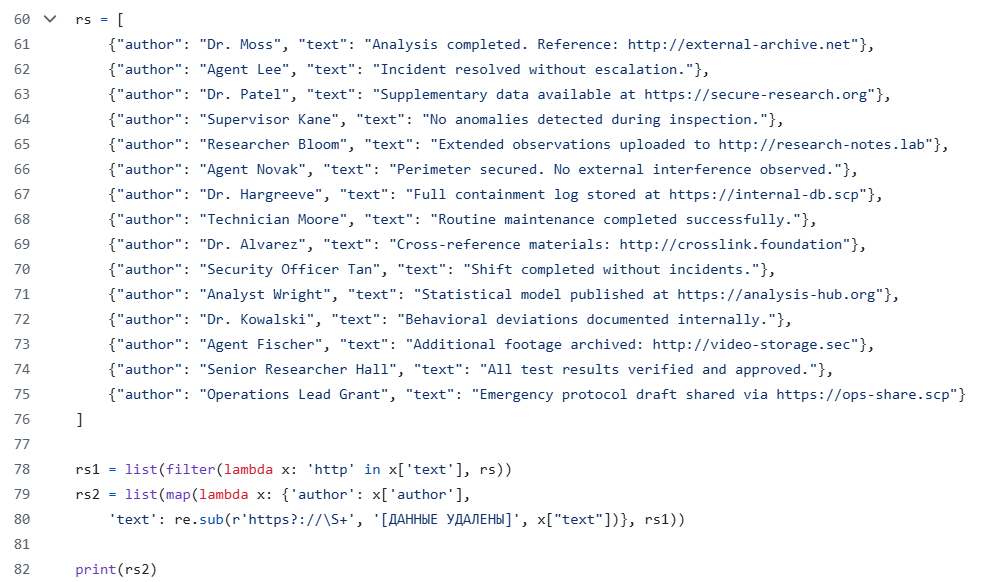 60 rs = [
61 {"author": "Dr. Moss", "text": "Analysis completed. Reference: http://external-archive.net"},
62 {"author": "Agent Lee", "text": "Incident resolved without escalation."},
63 {"author": "Dr. Patel", "text": "Supplementary data available at https://secure-research.org"},
64 {"author": "Supervisor Kane", "text": "No anomalies detected during inspection."},
65 {"author": "Researcher Bloom", "text": "Extended observations uploaded to http://research-notes.lab"},
66 {"author": "Agent Novak", "text": "Perimeter secured. No external interference observed."},
67 {"author": "Dr. Hargreeve", "text": "Full containment log stored at https://internal-db.scp"},
68 {"author": "Technician Moore", "text": "Routine maintenance completed successfully."},
69 {"author": "Dr. Alvarez", "text": "Cross-reference materials: http://crosslink.foundation"},
70 {"author": "Security Officer Tan", "text": "Shift completed without incidents."},
71 {"author": "Analyst Wright", "text": "Statistical model published at https://analysis-hub.org"},
72 {"author": "Dr. Kowalski", "text": "Behavioral deviations documented internally."},
73 {"author": "Agent Fischer", "text": "Additional footage archived: http://video-storage.sec"},
74 {"author": "Senior Researcher Hall", "text": "All test results verified and approved."},
75 {"author": "Operations Lead Grant", "text": "Emergency protocol draft shared via https://ops-share.scp"}
76 ]
77
78 rs1 = list(filter(lambda x: 'http' in x['text'], rs))
79 rs2 = list(map(lambda x: {'author': x['author'],
80 'text': re.sub(r'https?://\S+', '[ДАННЫЕ УДАЛЕНЫ]', x["text"])}, rs1))
81
82 print(rs2)